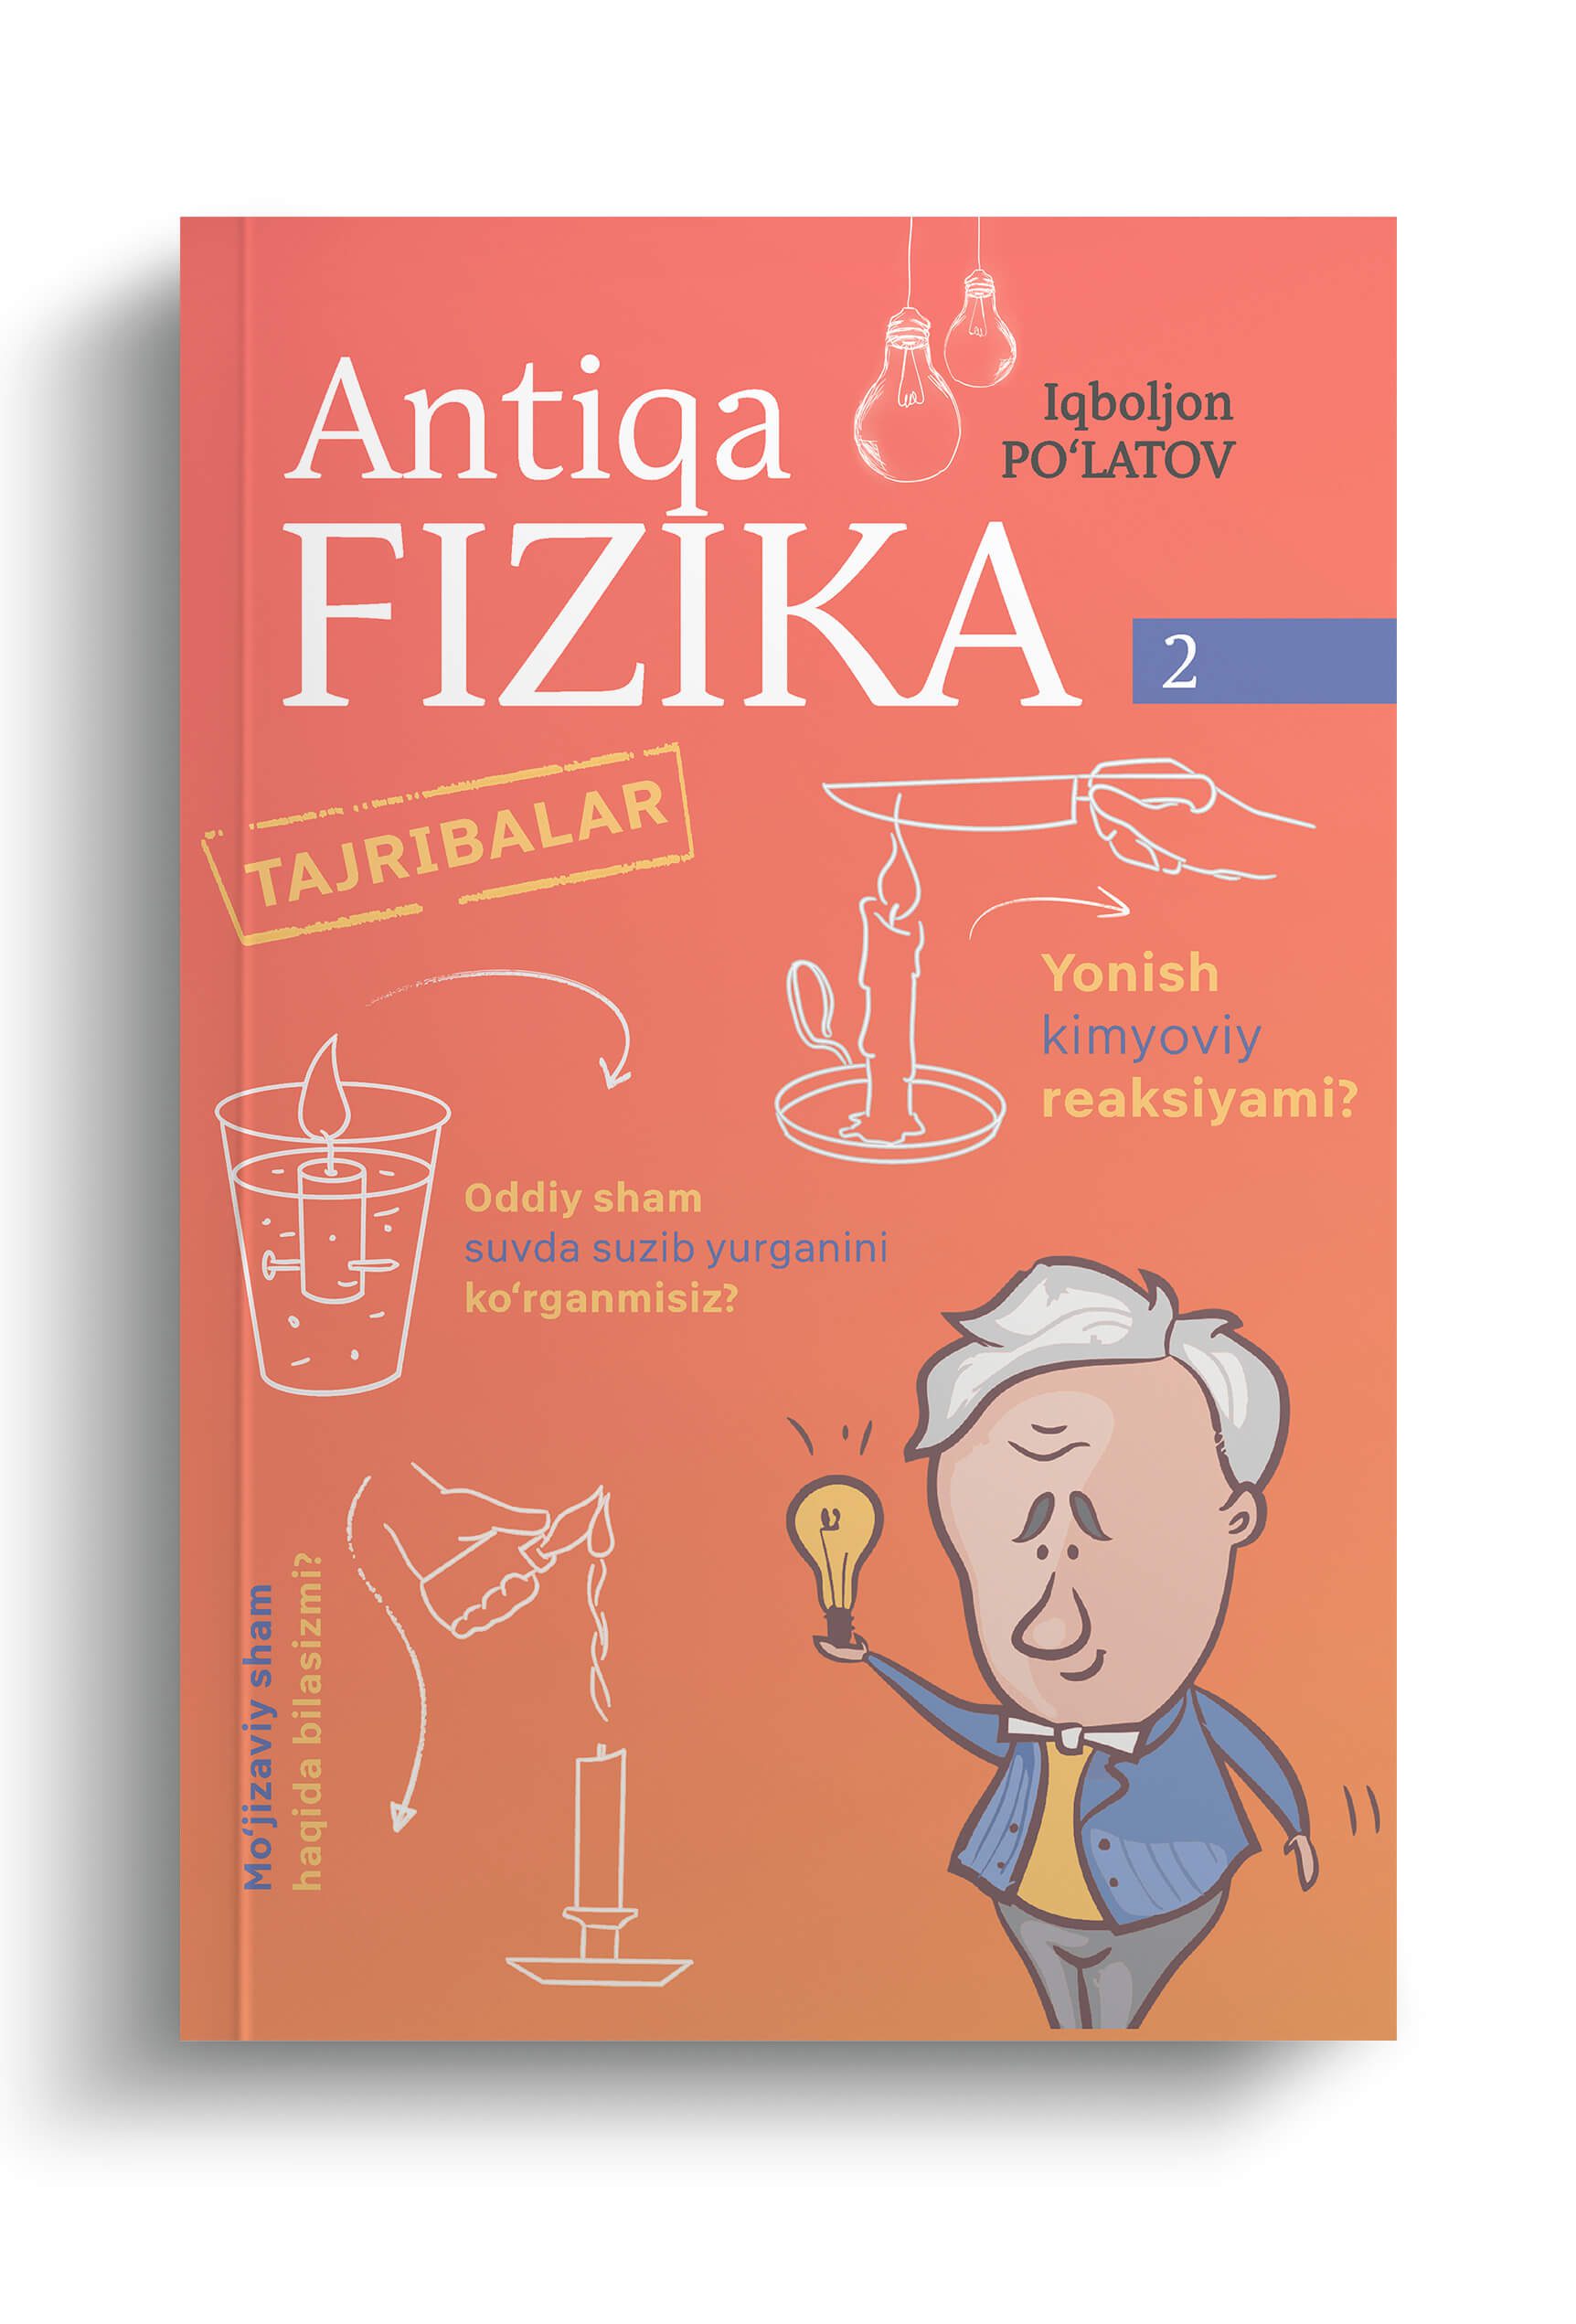 Antiqa
FIZIKA
Iqboljon
PO‘LATOV
2
TAJRIBALAR
Yonish
kimyoviy
reaksiyami?
Oddiy sham
suvda suzib yurganini
ko‘rganmisiz?
Mo‘jizaviy sham
haqida bilasizmi?